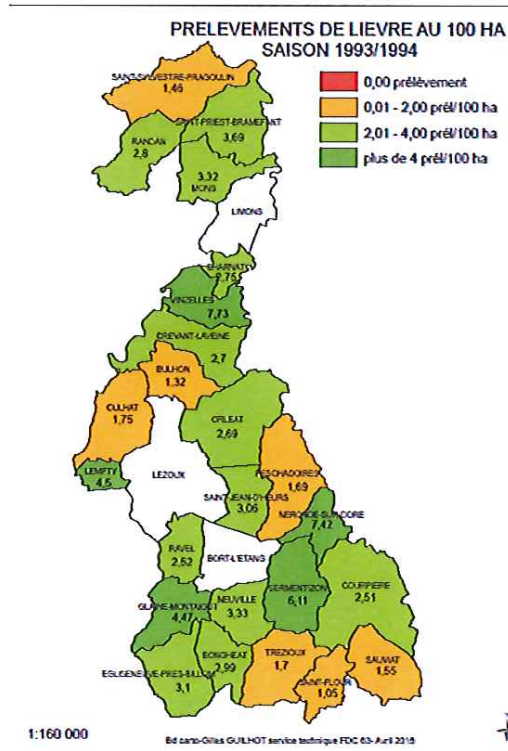 PRELEVEMENTS DE LIEVRE AU 100 HA
SAISON 1993/1994
0,00 prélèvement
0,01 - 2,00 prél/100 ha
2,01 - 4,00 prél/100 ha
plus de 4 prél/100 ha
SAINT-SYLVESTRE-PRAGOULIN
1,46
SAINT-PRIEST-BRAMEFANT
3,69
RANDAN
2,8
3,32
MONS
LIMONS
CHARNAT
2,75
VINZELLES
7,73
CREVANT-LAVEINE
2,7
BULHON
1,32
CULHAT
1,75
ORLEAT
2,69
LEMPTY
4,5
LEZOUX
PESCHADOIRES
1,69
SAINT-JEAN-D'HEURS
3,06
NERONDE-SUR-DORE
7,42
RAVEL
2,52
BORT-L'ETANG
SERMENTIZON
6,11
COURPIERE
2,51
GLAINE-MONTAIGUT
4,47
NEUVILLE
3,33
BONGHEAT
2,99
TREZIOUX
1,7
SAUVIAT
1,55
SAINT-FLOUR
1,05
EGLISENEUVE-PRES-BILLOM
3,1
1:160 000
Bd carto-Gilles GUILHOT service technique FDC 63- Avril 2015